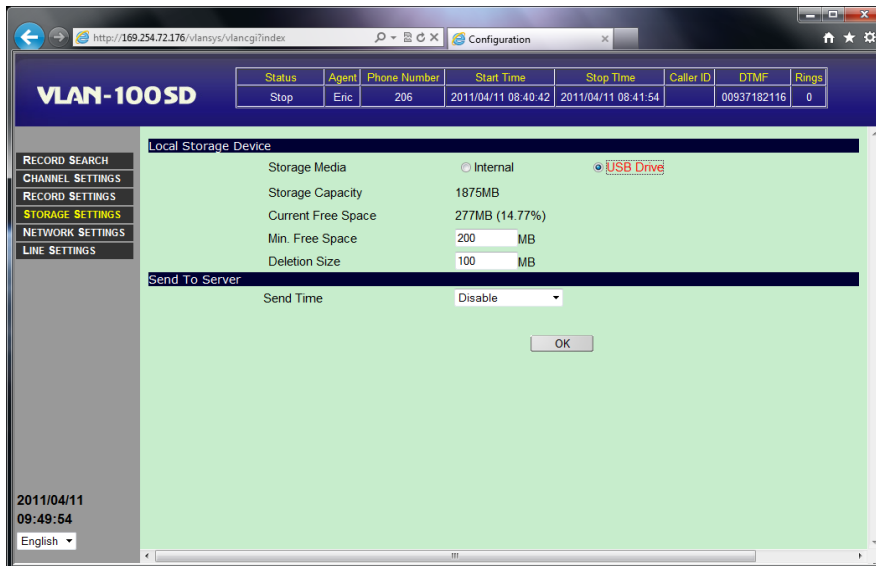 http://169.254.72.176/vlansys/vlancgi?index
Configuration
VLAN-100SD
Status Agent Phone Number Start Time Stop TIme Caller ID DTMF Rings
Stop Eric 206 2011/04/11 08:40:42 2011/04/11 08:41:54 00937182116 0
RECORD SEARCH
CHANNEL SETTINGS
RECORD SETTINGS
STORAGE SETTINGS
NETWORK SETTINGS
LINE SETTINGS
Local Storage Device
Storage Media Internal USB Drive
Storage Capacity 1875MB
Current Free Space 277MB (14.77%)
Min. Free Space 200 MB
Deletion Size 100 MB
Send To Server
Send Time Disable
OK
2011/04/11
09:49:54
English